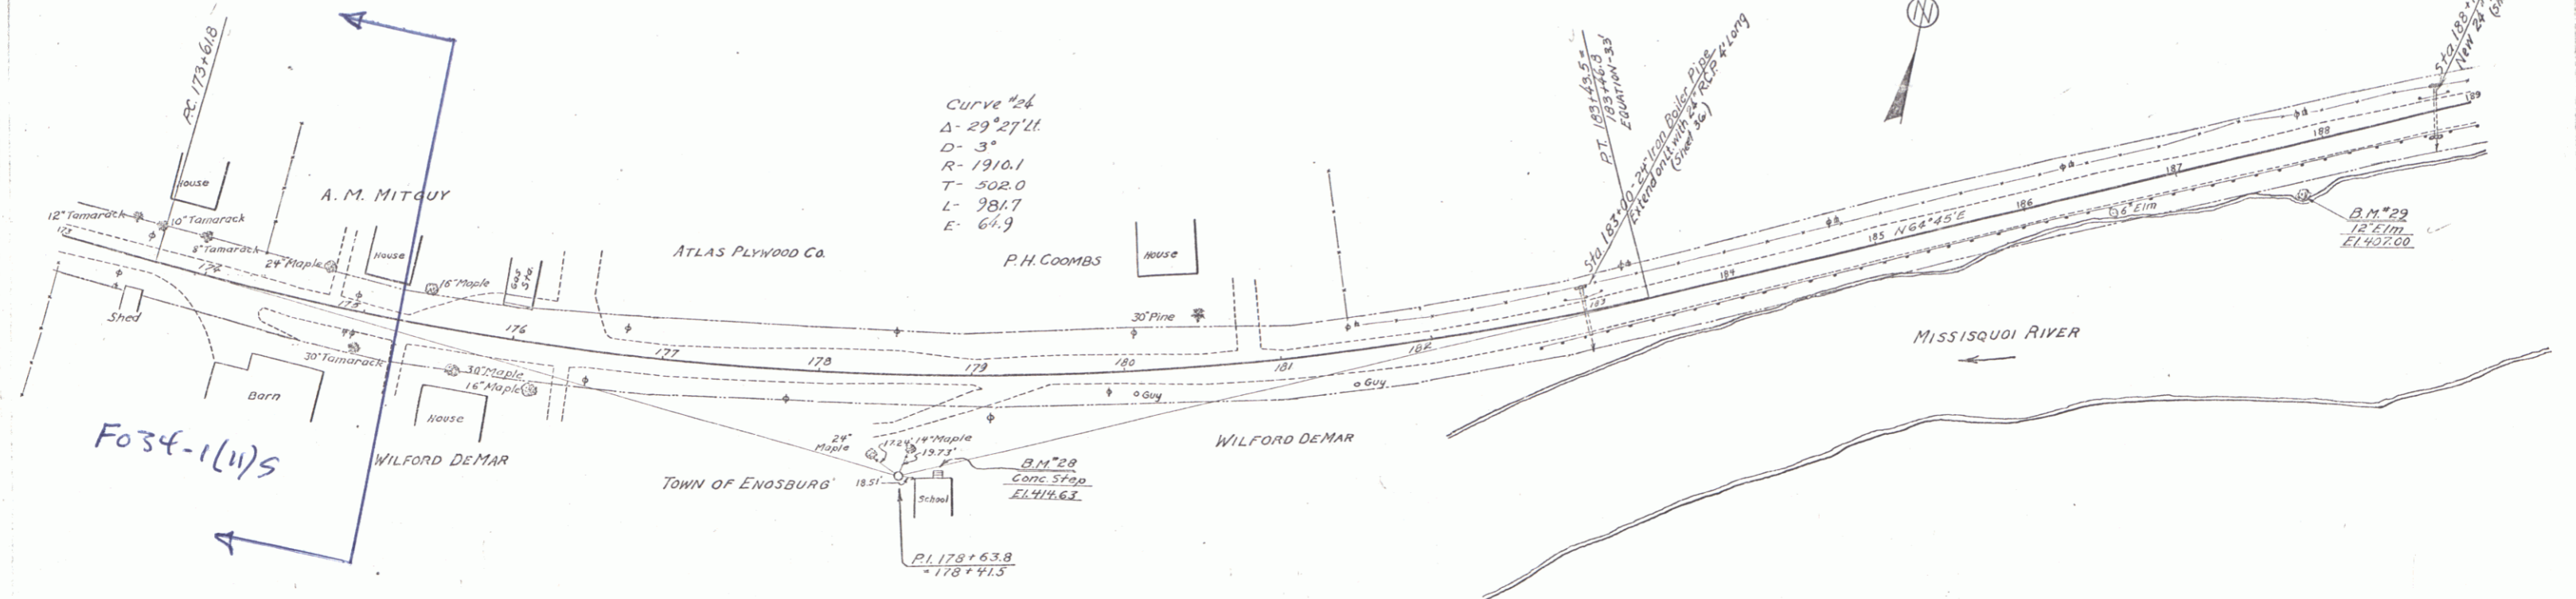 P.C. 173+61.8
House
A. M. MITGUY
12" Tamarack
10" Tamarack
8" Tamarack
24" Maple
House
16" Maple
Gas Sta.
173
174
175
176
177
178
179
180
181
182
183
184
185
186
187
188
189
Shed
30" Tamarack
Barn
30" Maple
16" Maple
House
F034-1(11)S
WILFORD DEMAR
Curve #24
Δ- 29°27' Lt.
D- 3°
R- 1910.1
T- 502.0
L- 981.7
E- 64.9
ATLAS PLYWOOD CO.
P. H. COOMBS
House
30" Pine
Guy
Guy
TOWN OF ENOSBURG
24" Maple
17.24'
14" Maple
19.73'
18.51'
School
B.M. #28
Conc. Step
El. 414.63
P.I. 178+63.8
= 178+41.5
WILFORD DEMAR
P.T. 183+49.5 =
183+46.3
EQUATION-3.3'
Sta. 183+00 - 24" Iron Boiler Pipe
Extend on Lt. with 24" R.C.P. 4' Long
(Sheet 36)
N
N64°45'E
6" Elm
B.M. #29
12" Elm
El. 407.00
MISSISQUOI RIVER
Sta. 188+
New 24"